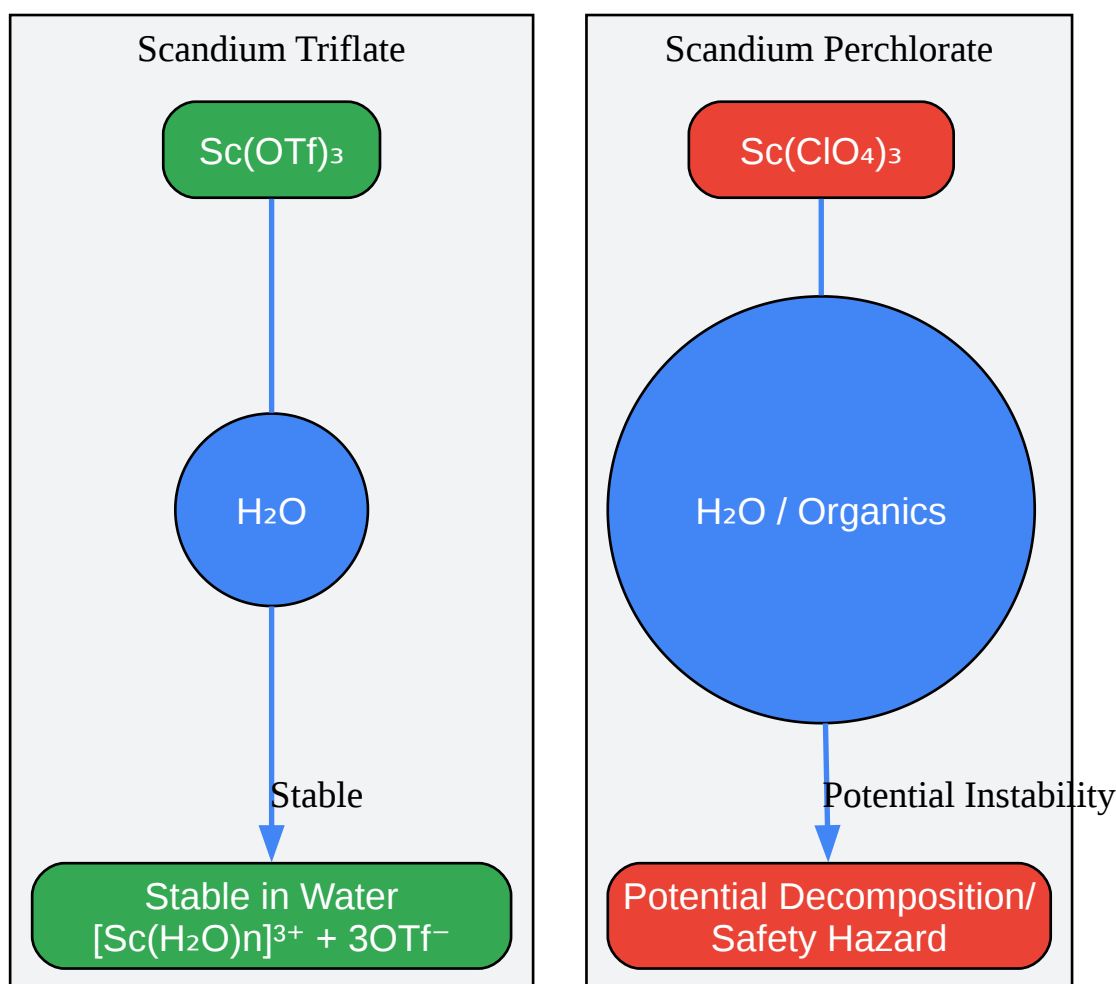 Scandium Triflate
Sc(OTf)₃
H₂O
Stable
Stable in Water
[Sc(H₂O)n]³⁺ + 3OTf⁻
Scandium Perchlorate
Sc(ClO₄)₃
H₂O / Organics
Potential Instability
Potential Decomposition/
Safety Hazard